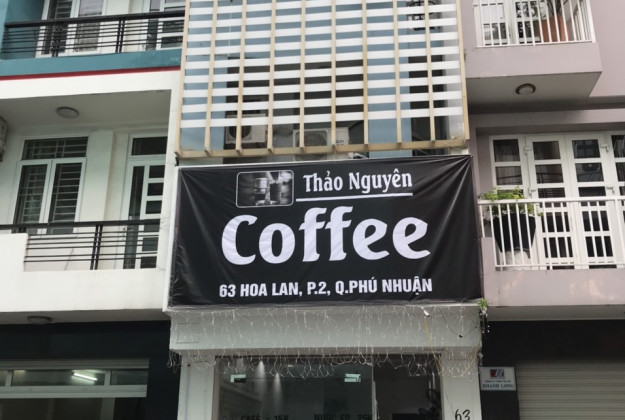 Thảo Nguyên
Coffee
63 HOA LAN, P.2, Q.PHÚ NHUẬN
63